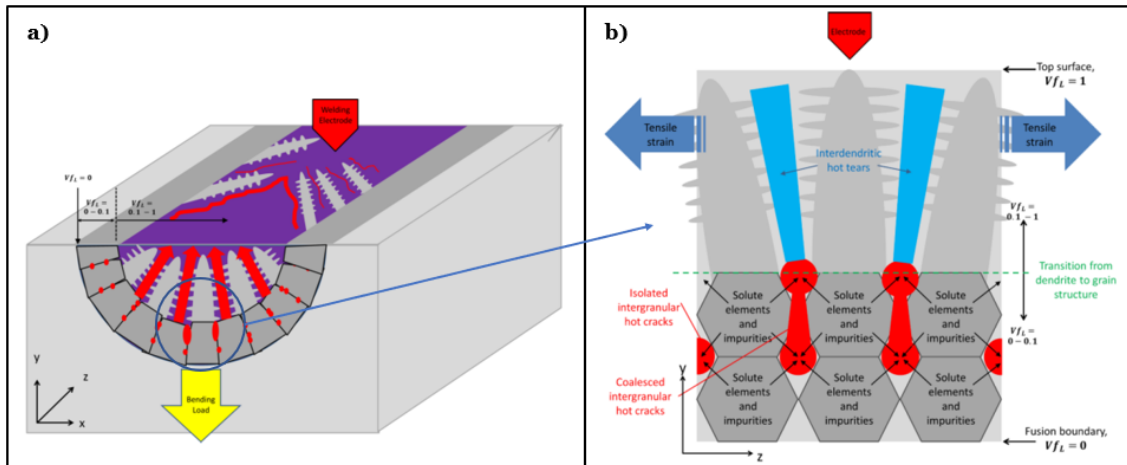 a)
Welding
Electrode
Vf_L = 0
Vf_L =
0 – 0.1
Vf_L =
0.1 – 1
Bending
Load
y
z
x
b)
Electrode
Top surface,
Vf_L = 1
Tensile
strain
Tensile
strain
Interdendritic
hot tears
Vf_L =
0.1 – 1
Transition from
dendrite to grain
structure
Isolated
intergranular
hot cracks
Solute
elements
and
impurities
Solute
elements
and
impurities
Solute
elements
and
impurities
Vf_L =
0 – 0.1
Coalesced
intergranular
hot cracks
Solute
elements
and
impurities
Solute
elements
and
impurities
Solute
elements
and
impurities
y
z
Fusion boundary,
Vf_L = 0